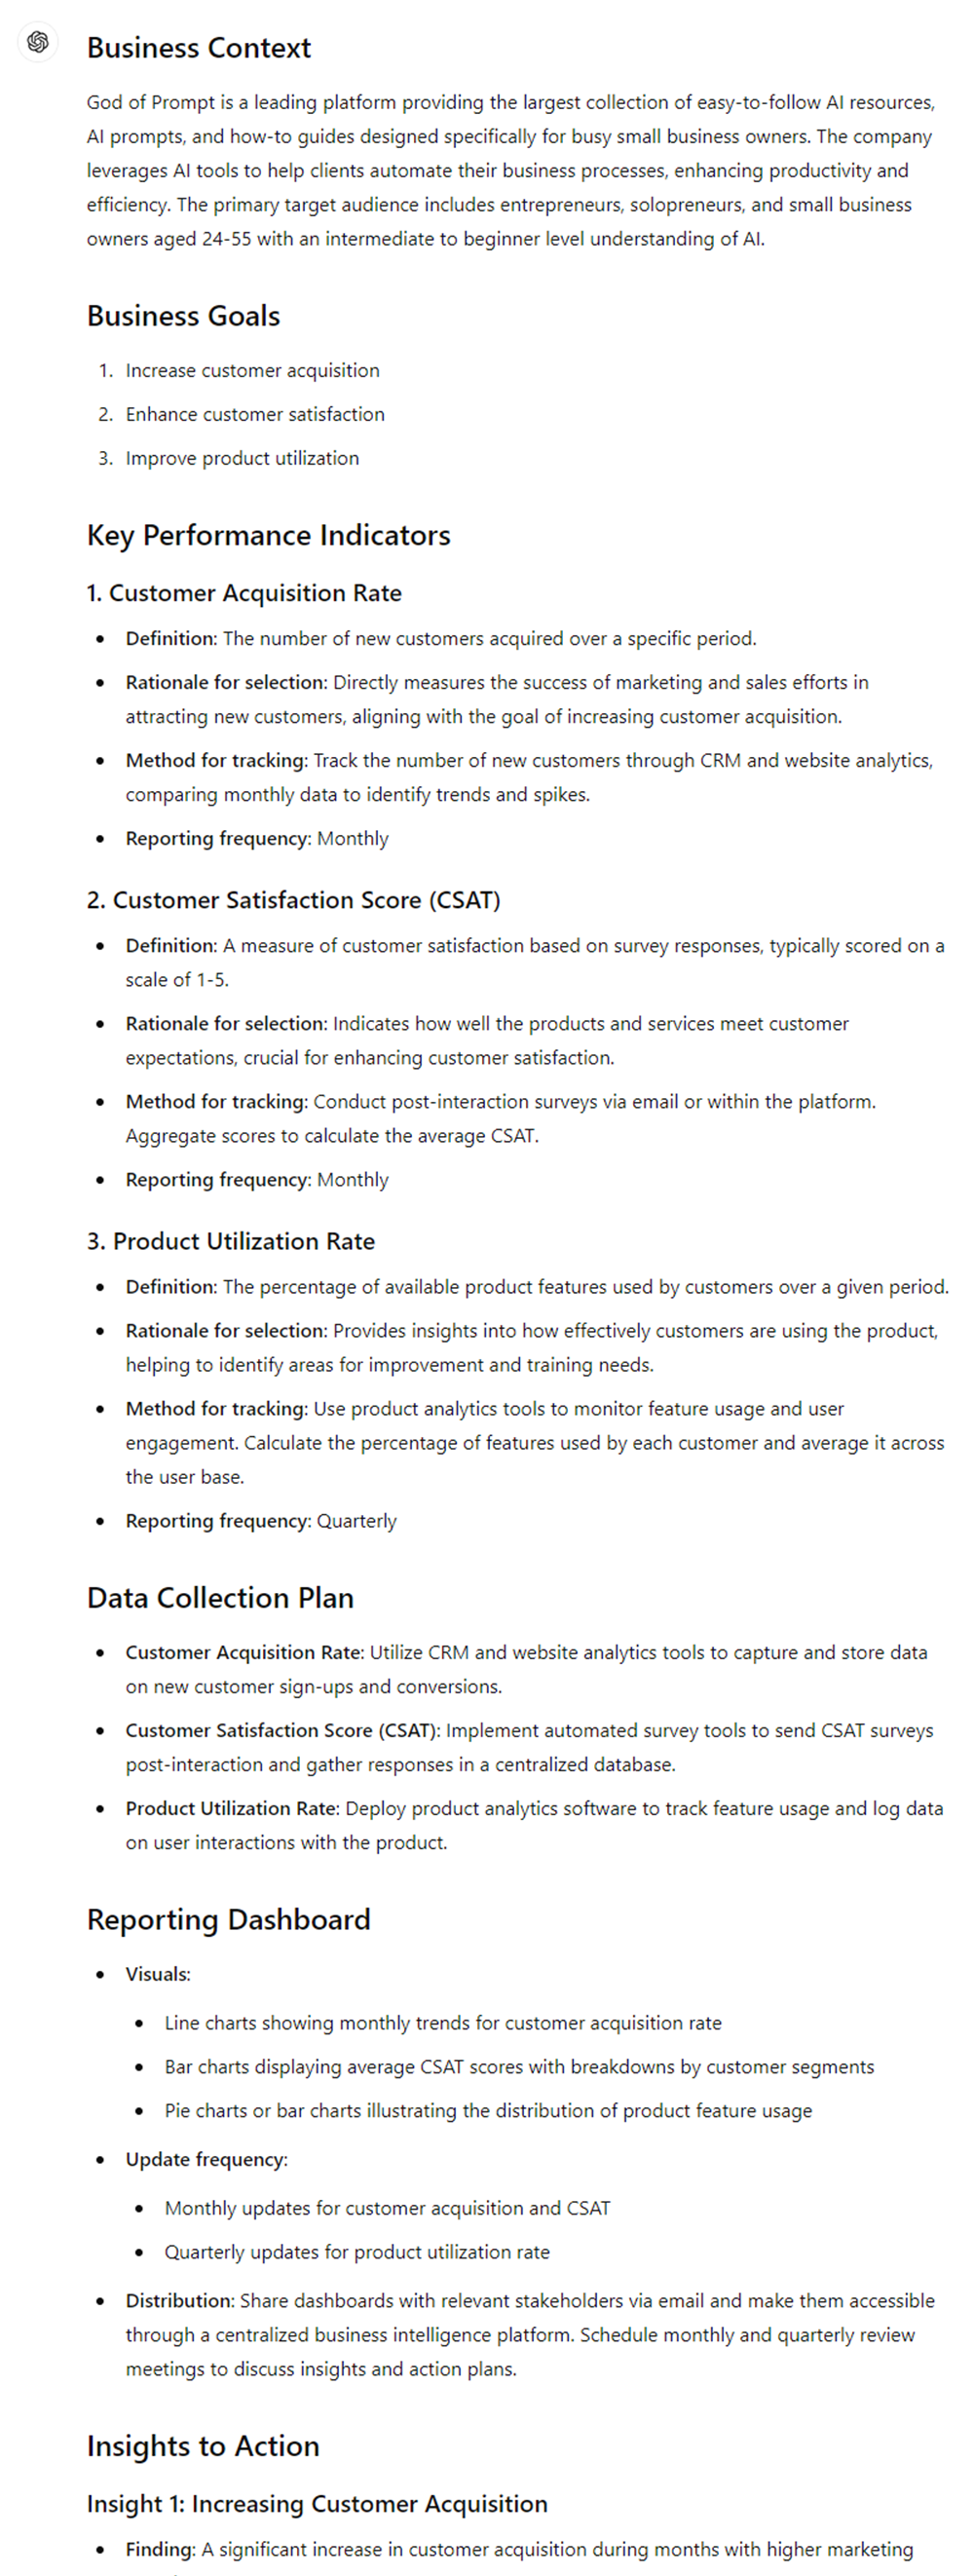 Business Context
God of Prompt is a leading platform providing the largest collection of easy-to-follow AI resources,
AI prompts, and how-to guides designed specifically for busy small business owners. The company
leverages AI tools to help clients automate their business processes, enhancing productivity and
efficiency. The primary target audience includes entrepreneurs, solopreneurs, and small business
owners aged 24-55 with an intermediate to beginner level understanding of AI.
Business Goals
1. Increase customer acquisition
2. Enhance customer satisfaction
3. Improve product utilization
Key Performance Indicators
1. Customer Acquisition Rate
• Definition: The number of new customers acquired over a specific period.
• Rationale for selection: Directly measures the success of marketing and sales efforts in
attracting new customers, aligning with the goal of increasing customer acquisition.
• Method for tracking: Track the number of new customers through CRM and website analytics,
comparing monthly data to identify trends and spikes.
• Reporting frequency: Monthly
2. Customer Satisfaction Score (CSAT)
• Definition: A measure of customer satisfaction based on survey responses, typically scored on a
scale of 1-5.
• Rationale for selection: Indicates how well the products and services meet customer
expectations, crucial for enhancing customer satisfaction.
• Method for tracking: Conduct post-interaction surveys via email or within the platform.
Aggregate scores to calculate the average CSAT.
• Reporting frequency: Monthly
3. Product Utilization Rate
• Definition: The percentage of available product features used by customers over a given period.
• Rationale for selection: Provides insights into how effectively customers are using the product,
helping to identify areas for improvement and training needs.
• Method for tracking: Use product analytics tools to monitor feature usage and user
engagement. Calculate the percentage of features used by each customer and average it across
the user base.
• Reporting frequency: Quarterly
Data Collection Plan
• Customer Acquisition Rate: Utilize CRM and website analytics tools to capture and store data
on new customer sign-ups and conversions.
• Customer Satisfaction Score (CSAT): Implement automated survey tools to send CSAT surveys
post-interaction and gather responses in a centralized database.
• Product Utilization Rate: Deploy product analytics software to track feature usage and log data
on user interactions with the product.
Reporting Dashboard
• Visuals:
• Line charts showing monthly trends for customer acquisition rate
• Bar charts displaying average CSAT scores with breakdowns by customer segments
• Pie charts or bar charts illustrating the distribution of product feature usage
• Update frequency:
• Monthly updates for customer acquisition and CSAT
• Quarterly updates for product utilization rate
• Distribution: Share dashboards with relevant stakeholders via email and make them accessible
through a centralized business intelligence platform. Schedule monthly and quarterly review
meetings to discuss insights and action plans.
Insights to Action
Insight 1: Increasing Customer Acquisition
• Finding: A significant increase in customer acquisition during months with higher marketing